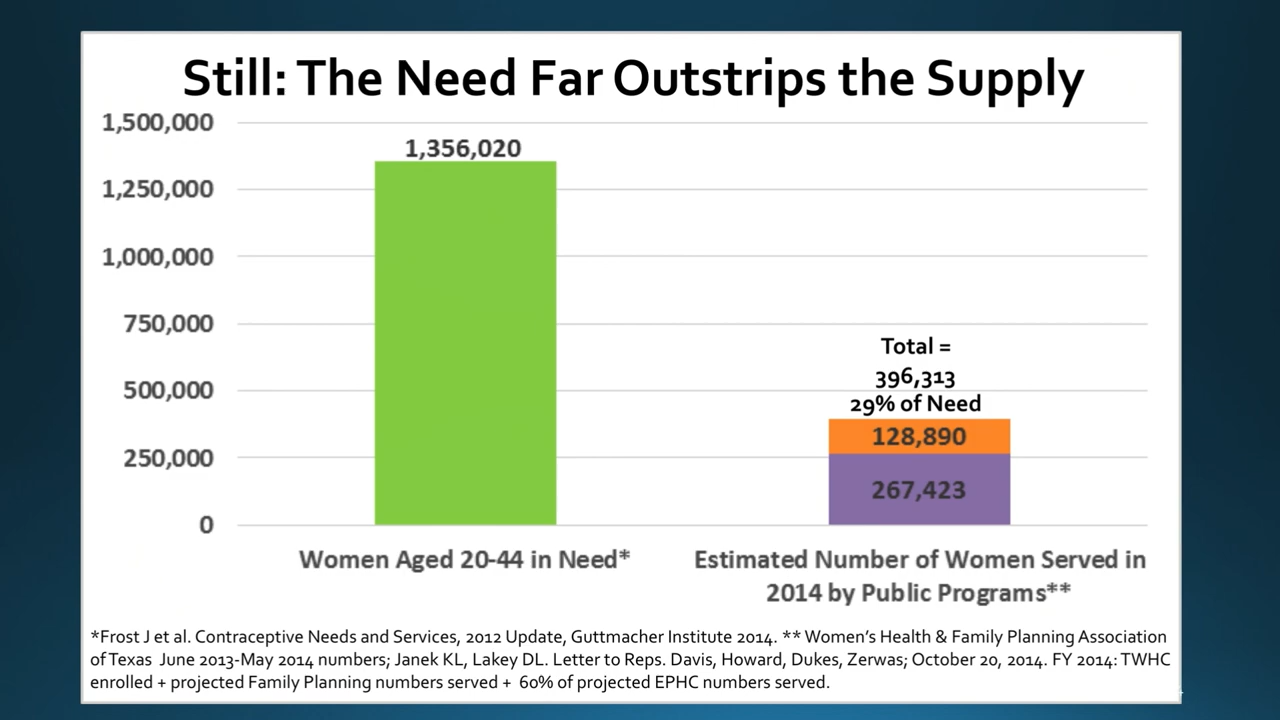 Still: The Need Far Outstrips the Supply
1,500,000
1,356,020
1,250,000
1,000,000
750,000
Total =
396,313
500,000
29% of Need
128,890
250,000
267,423
0
Women Aged 20-44 in Need*
Estimated Number of Women Served in
2014 by Public Programs**
*Frost J et al. Contraceptive Needs and Services, 2012 Update, Guttmacher Institute 2014. ** Women's Health & Family Planning Association
of Texas June 2013-May 2014 numbers; Janek KL, Lakey DL. Letter to Reps. Davis, Howard, Dukes, Zerwas; October 20, 2014. FY 2014: TWHC
enrolled + projected Family Planning numbers served + 60% of projected EPHC numbers served.